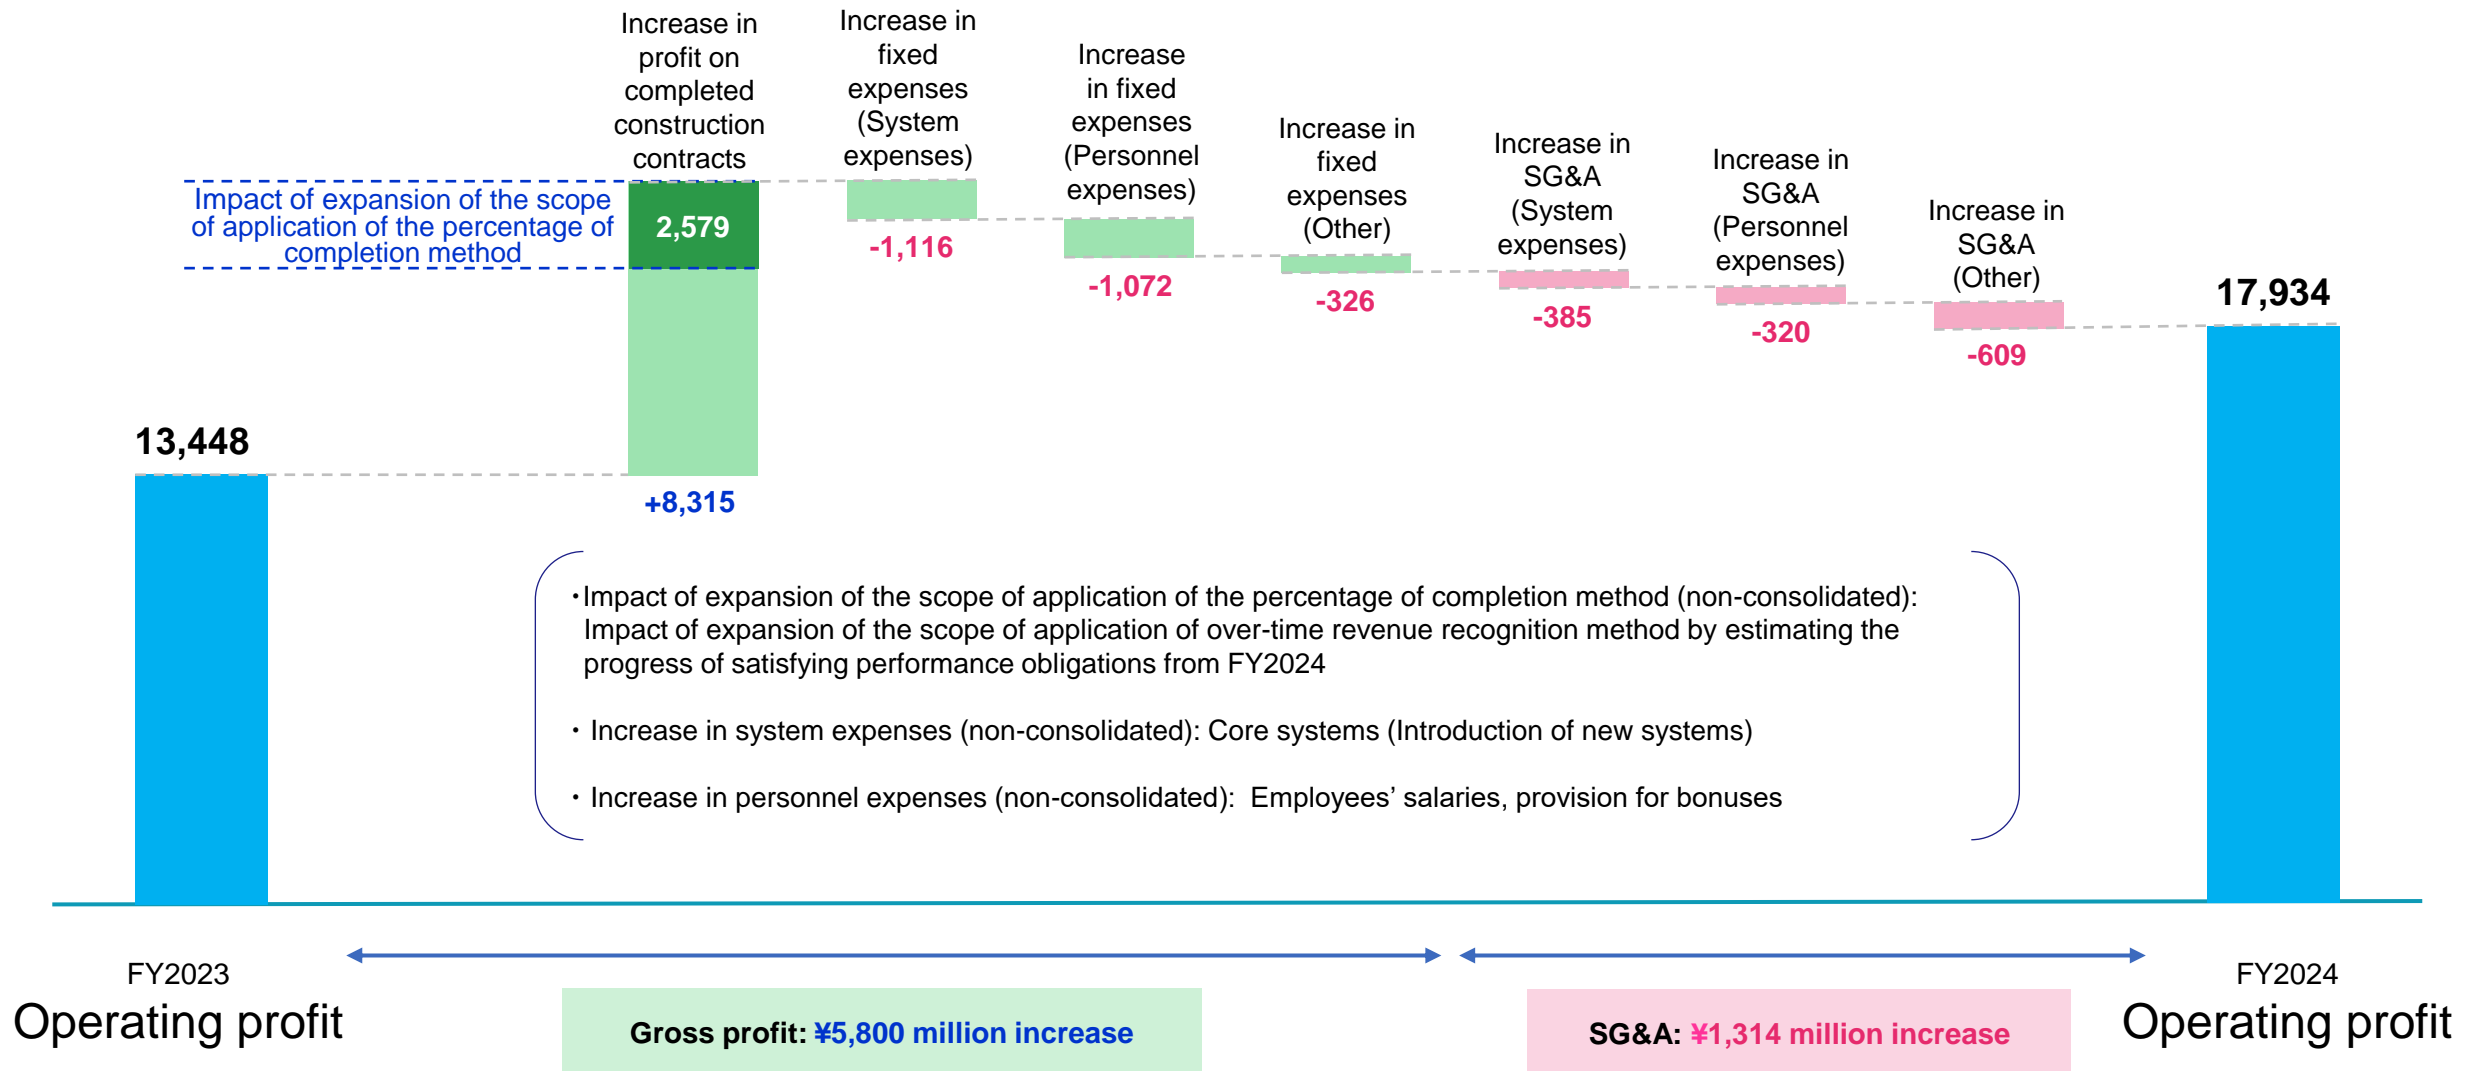 Increase in
profit on
completed
construction
contracts
Increase in
fixed
expenses
(System
expenses)
Increase
in fixed
expenses
(Personnel
expenses)
Increase in
fixed
expenses
(Other)
Increase in
SG&A
(System
expenses)
Increase in
SG&A
(Personnel
expenses)
Increase in
SG&A
(Other)
Impact of expansion of the scope
of application of the percentage of
completion method
2,579
-1,116
-1,072
-326
-385
-320
-609
17,934
13,448
+8,315
・Impact of expansion of the scope of application of the percentage of completion method (non-consolidated):
Impact of expansion of the scope of application of over-time revenue recognition method by estimating the
progress of satisfying performance obligations from FY2024
・Increase in system expenses (non-consolidated): Core systems (Introduction of new systems)
・Increase in personnel expenses (non-consolidated): Employees’ salaries, provision for bonuses
FY2023
Operating profit
Gross profit: ¥5,800 million increase
SG&A: ¥1,314 million increase
FY2024
Operating profit